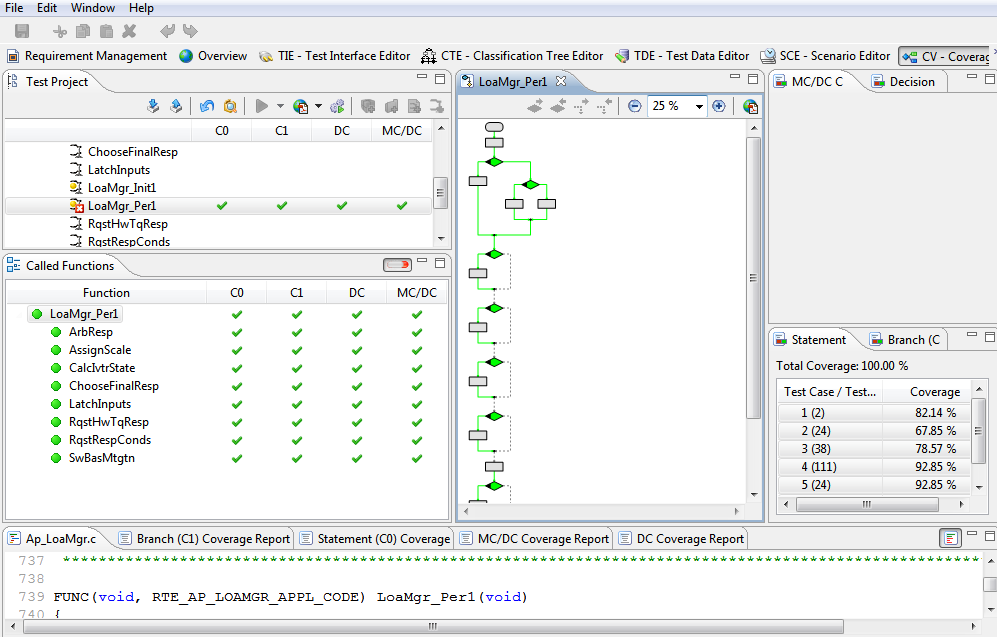 File Edit Window Help
Requirement Management Overview TIE - Test Interface Editor CTE - Classification Tree Editor TDE - Test Data Editor SCE - Scenario Editor CV - Coverag
Test Project
C0 C1 DC MC/DC
ChooseFinalResp
LatchInputs
LoaMgr_Init1
LoaMgr_Per1
RqstHwTqResp
RqstRespConds
Called Functions
Function C0 C1 DC MC/DC
LoaMgr_Per1
ArbResp
AssignScale
CalcIvtrState
ChooseFinalResp
LatchInputs
RqstHwTqResp
RqstRespConds
SwBasMtgtn
LoaMgr_Per1
25 %
MC/DC C Decision
Statement Branch (C
Total Coverage: 100.00 %
Test Case / Test... Coverage
1 (2) 82.14 %
2 (24) 67.85 %
3 (38) 78.57 %
4 (111) 92.85 %
5 (24) 92.85 %
Ap_LoaMgr.c Branch (C1) Coverage Report Statement (C0) Coverage MC/DC Coverage Report DC Coverage Report
737
738
739 FUNC(void, RTE_AP_LOAMGR_APPL_CODE) LoaMgr_Per1(void)
740 {